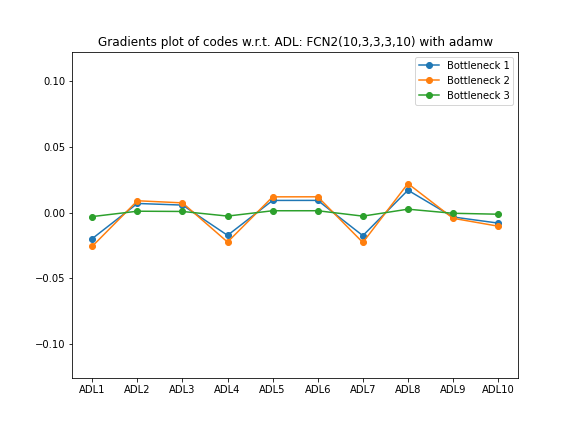 Gradients plot of codes w.r.t. ADL: FCN2(10,3,3,3,10) with adamw
Bottleneck 1
Bottleneck 2
Bottleneck 3
0.10
0.05
0.00
−0.05
−0.10
ADL1 ADL2 ADL3 ADL4 ADL5 ADL6 ADL7 ADL8 ADL9 ADL10